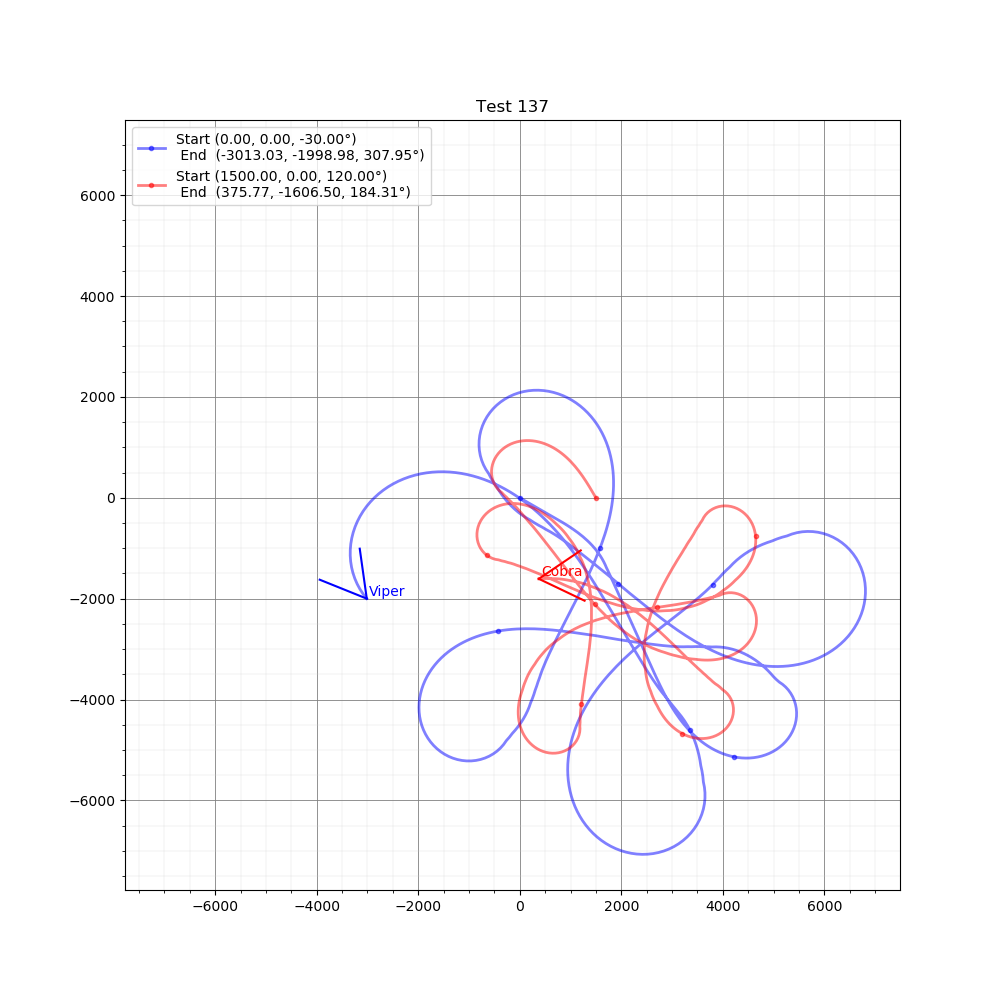 Test 137
Start (0.00, 0.00, -30.00°)
End  (-3013.03, -1998.98, 307.95°)
Start (1500.00, 0.00, 120.00°)
End  (375.77, -1606.50, 184.31°)
6000
4000
2000
0
−2000
−4000
−6000
Cobra
Viper
−6000 −4000 −2000 0 2000 4000 6000